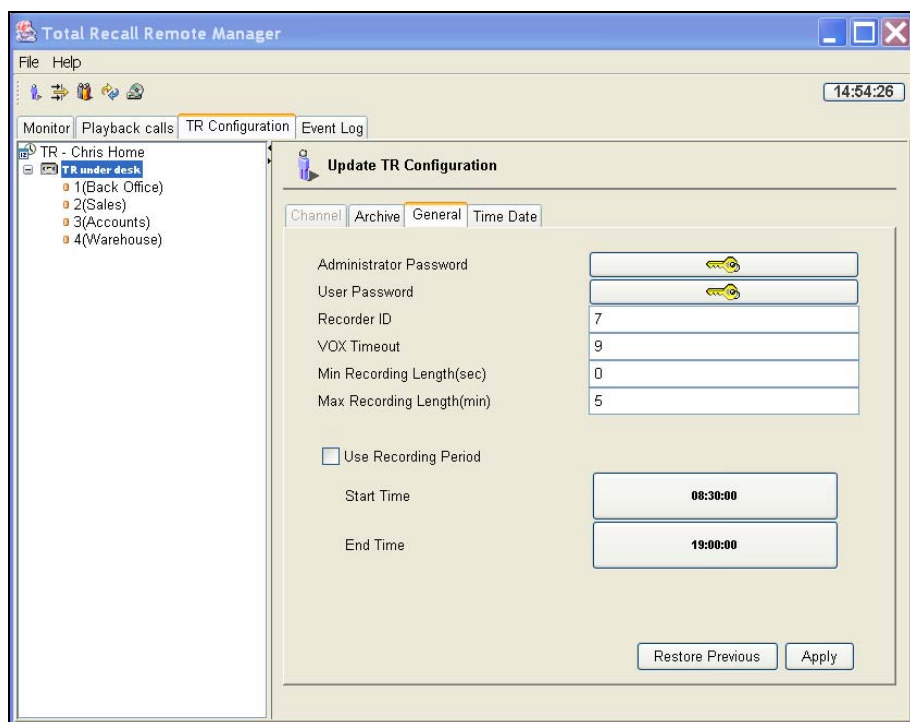 Total Recall Remote Manager
File Help
14:54:26
Monitor Playback calls TR Configuration Event Log
TR - Chris Home
TR under desk
1(Back Office)
2(Sales)
3(Accounts)
4(Warehouse)
Update TR Configuration
Channel Archive General Time Date
Administrator Password
User Password
Recorder ID 7
VOX Timeout 9
Min Recording Length(sec) 0
Max Recording Length(min) 5
Use Recording Period
Start Time 08:30:00
End Time 19:00:00
Restore Previous Apply